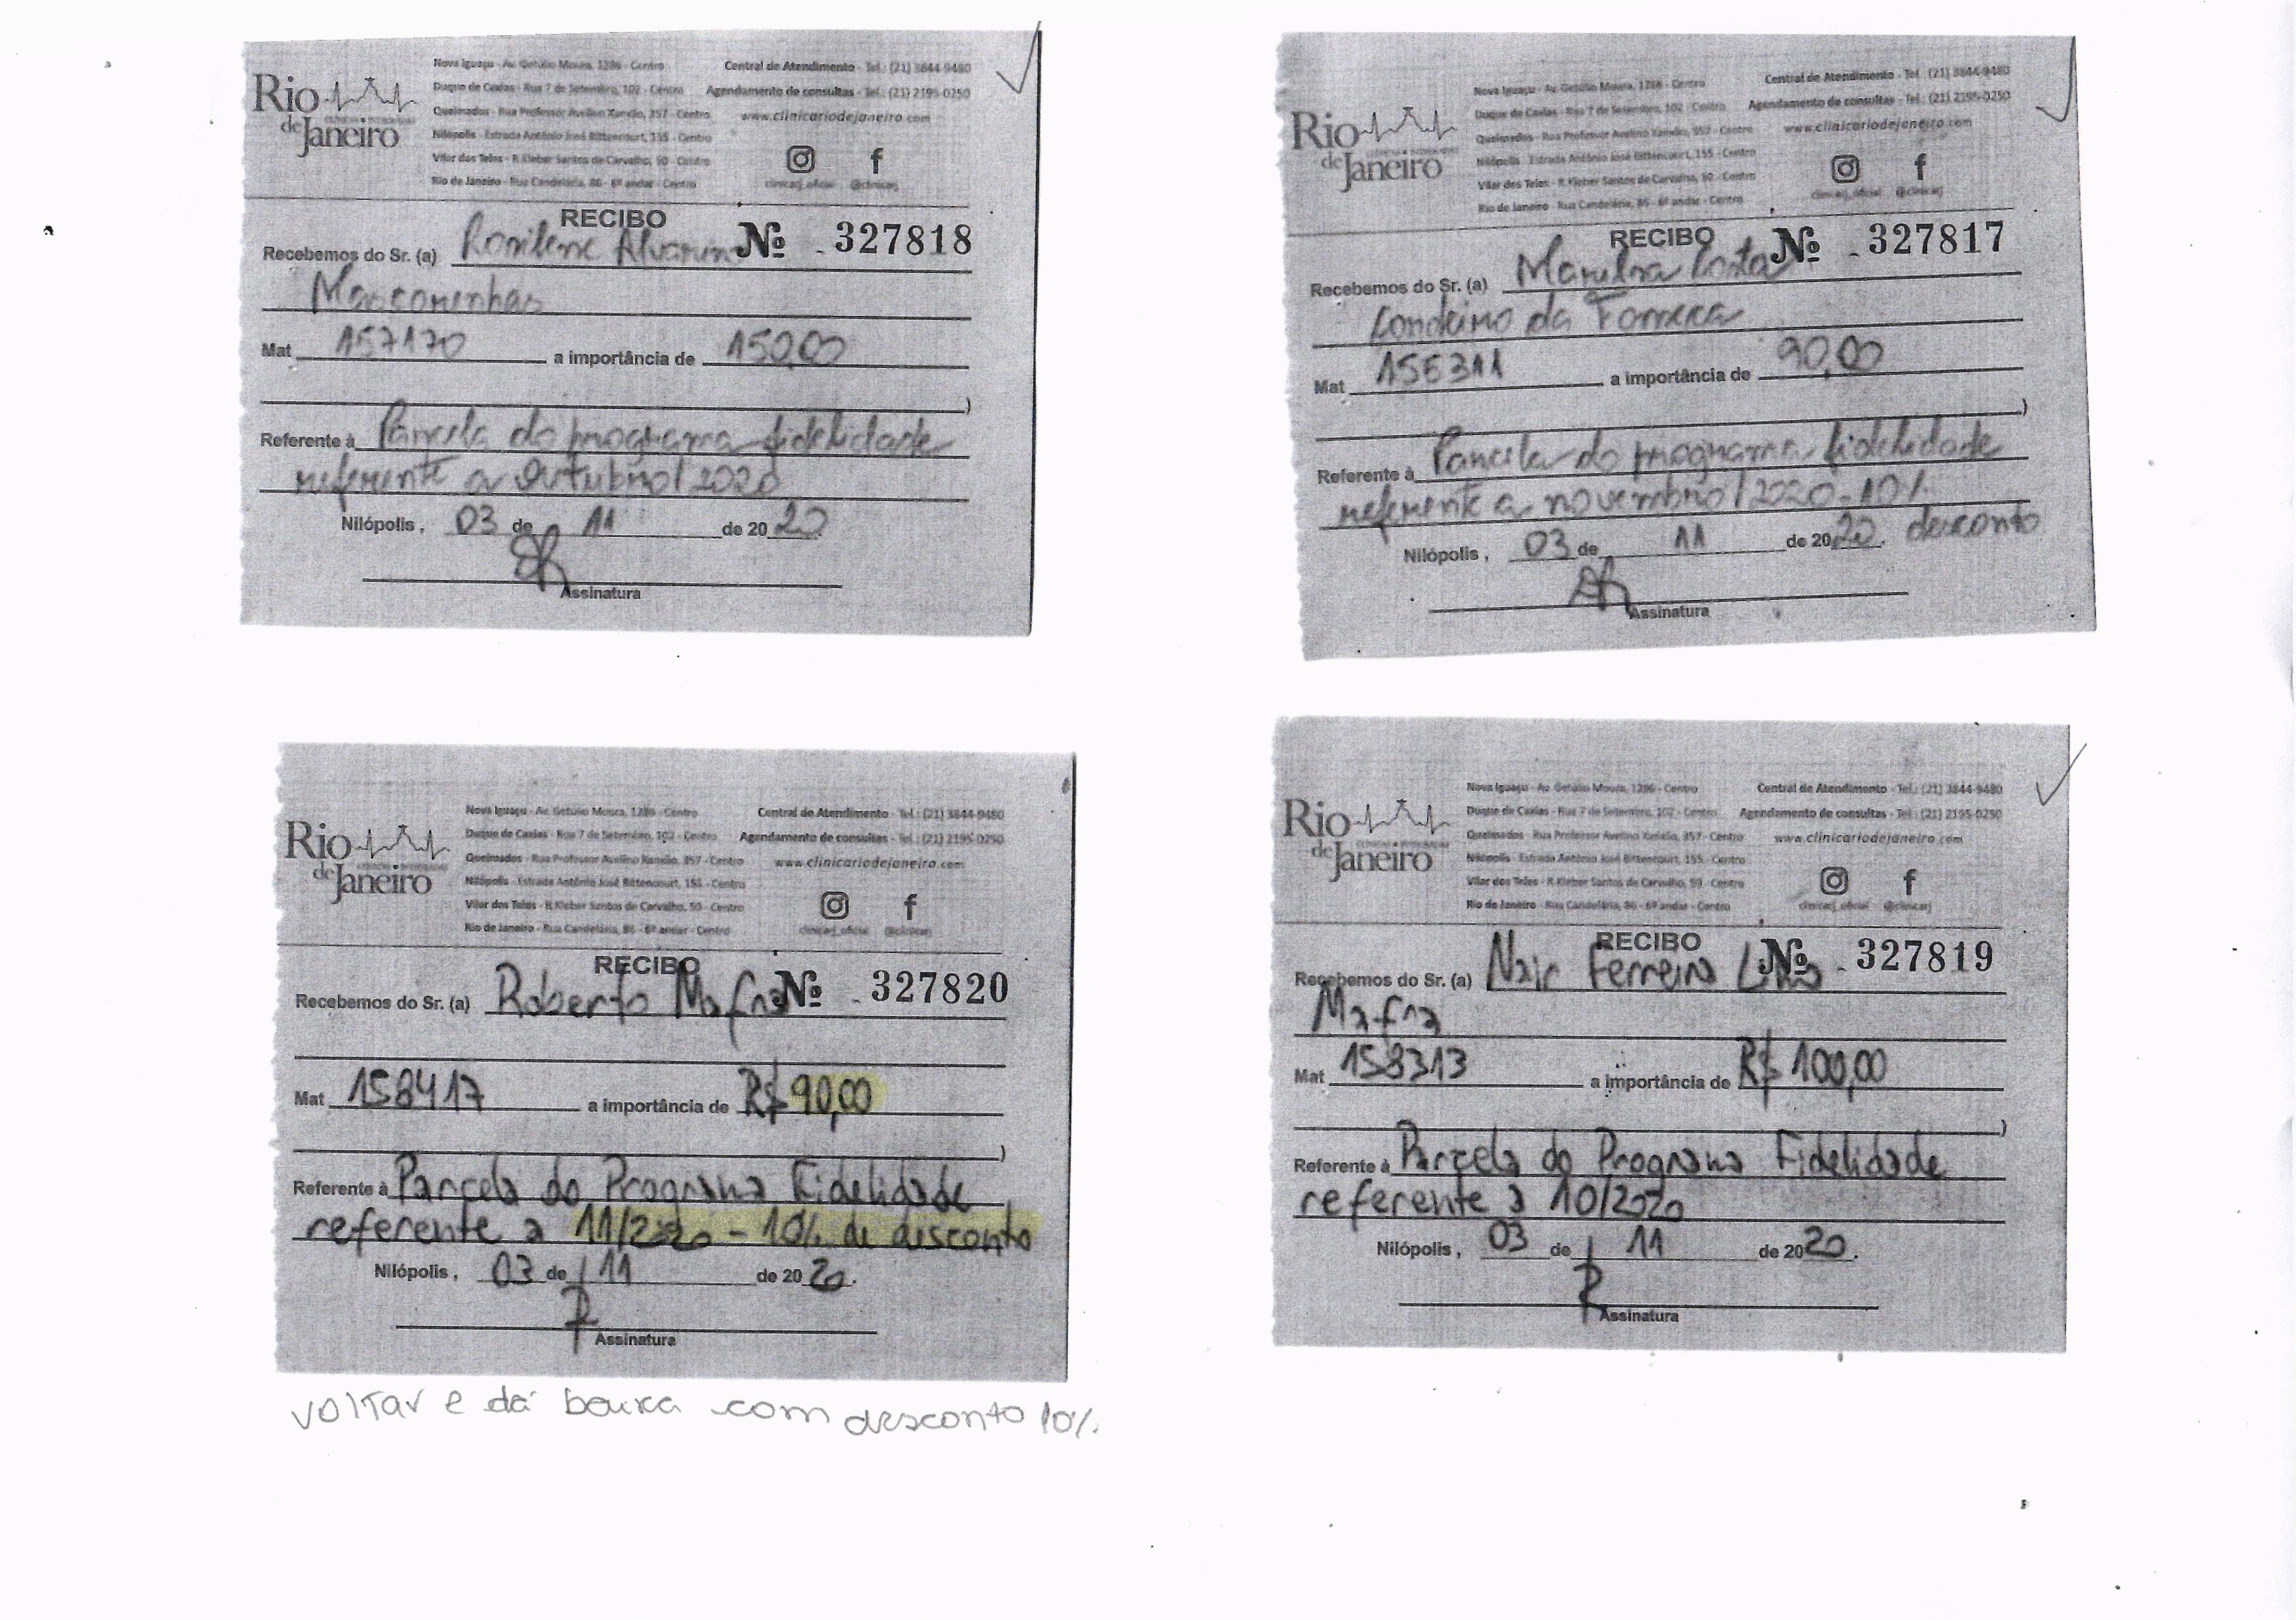 Rio
de Janeiro
Nova Iguaçu - Av. Getúlio Moura, 1286 - Centro
Duque de Caxias - Rua 7 de Setembro, 102 - Centro
Queimados - Rua Professor Avelino Xanxão, 357 - Centro
Nilópolis - Estrada Antônio José Bittencourt, 155 - Centro
Vilar dos Teles - R Kleber Santos de Carvalho, 50 - Centro
Rio de Janeiro - Rua Candelária, 86 - 6º andar - Centro
Central de Atendimento - Tel.: (21) 3844-9480
Agendamento de consultas - Tel.: (21) 2195-0250
www.clinicariodejaneiro.com
clinicarj_oficial @clinicarj
RECIBO
Nº 327818
Recebemos do Sr. (a) Rosilene
Mascarenhas
Mat 157170 a importância de 150,00
)
Referente à Parcela do programa fidelidade
referente a Outubro/2020
Nilópolis, 03 de 11 de 2020
Assinatura
Rio
de Janeiro
Nova Iguaçu - Av. Getúlio Moura, 1286 - Centro
Duque de Caxias - Rua 7 de Setembro, 102 - Centro
Queimados - Rua Professor Avelino Xanxão, 357 - Centro
Nilópolis - Estrada Antônio José Bittencourt, 155 - Centro
Vilar dos Teles - R Kleber Santos de Carvalho, 50 - Centro
Rio de Janeiro - Rua Candelária, 86 - 6º andar - Centro
Central de Atendimento - Tel.: (21) 3844-9480
Agendamento de consultas - Tel.: (21) 2195-0250
www.clinicariodejaneiro.com
clinicarj_oficial @clinicarj
RECIBO
Nº 327817
Recebemos do Sr. (a) Costa
da Fonseca
Mat 155311 a importância de 90,00
)
Referente à Parcela do programa fidelidade
referente a novembro/2020-10%
desconto
Nilópolis, 03 de 11 de 2020.
Assinatura
Rio
de Janeiro
Nova Iguaçu - Av. Getúlio Moura, 1286 - Centro
Duque de Caxias - Rua 7 de Setembro, 102 - Centro
Queimados - Rua Professor Avelino Xanxão, 357 - Centro
Nilópolis - Estrada Antônio José Bittencourt, 155 - Centro
Vilar dos Teles - R Kleber Santos de Carvalho, 50 - Centro
Rio de Janeiro - Rua Candelária, 86 - 6º andar - Centro
Central de Atendimento - Tel.: (21) 3844-9480
Agendamento de consultas - Tel.: (21) 2195-0250
www.clinicariodejaneiro.com
clinicarj_oficial @clinicarj
RECIBO
Nº 327820
Recebemos do Sr. (a) Roberto Mafra
Mat 158417 a importância de R$ 90,00
)
Referente à Parcela do Programa Fidelidade
referente a 11/2020 - 10% de disconto
Nilópolis, 03 de 11 de 2020.
Assinatura
voltar e dá bouxa com desconto 10%
Rio
de Janeiro
Nova Iguaçu - Av. Getúlio Moura, 1286 - Centro
Duque de Caxias - Rua 7 de Setembro, 102 - Centro
Queimados - Rua Professor Avelino Xanxão, 357 - Centro
Nilópolis - Estrada Antônio José Bittencourt, 155 - Centro
Vilar dos Teles - R Kleber Santos de Carvalho, 50 - Centro
Rio de Janeiro - Rua Candelária, 86 - 6º andar - Centro
Central de Atendimento - Tel.: (21) 3844-9480
Agendamento de consultas - Tel.: (21) 2195-0250
www.clinicariodejaneiro.com
clinicarj_oficial @clinicarj
RECIBO
Nº 327819
Recebemos do Sr. (a) Nair Ferreira Lima
Mafra
Mat 158313 a importância de R$ 100,00
)
Referente à Parcela do Programa Fidelidade
referente a 10/2020
Nilópolis, 03 de 11 de 2020.
Assinatura